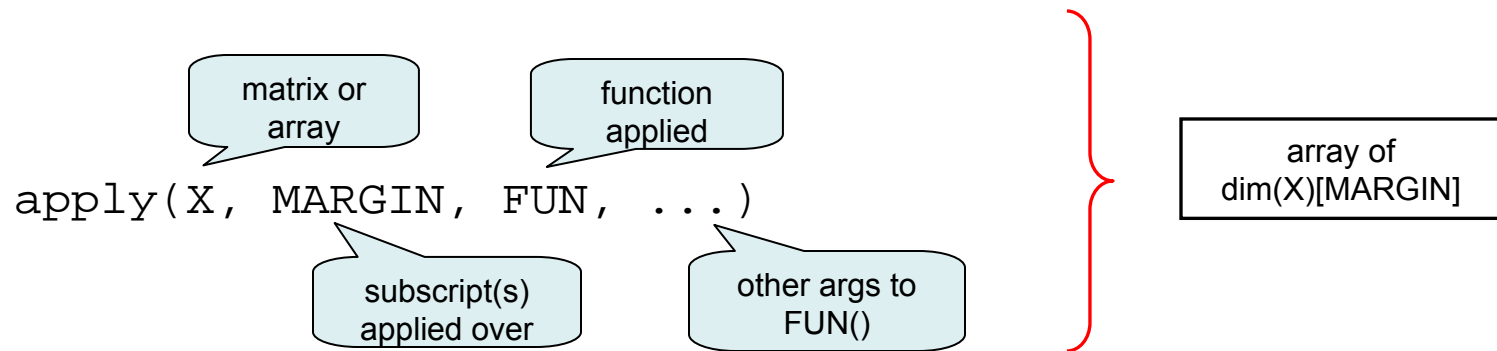 matrix or
array
function
applied
array of
dim(X)[MARGIN]
apply(X, MARGIN, FUN, ...)
subscript(s)
applied over
other args to
FUN()